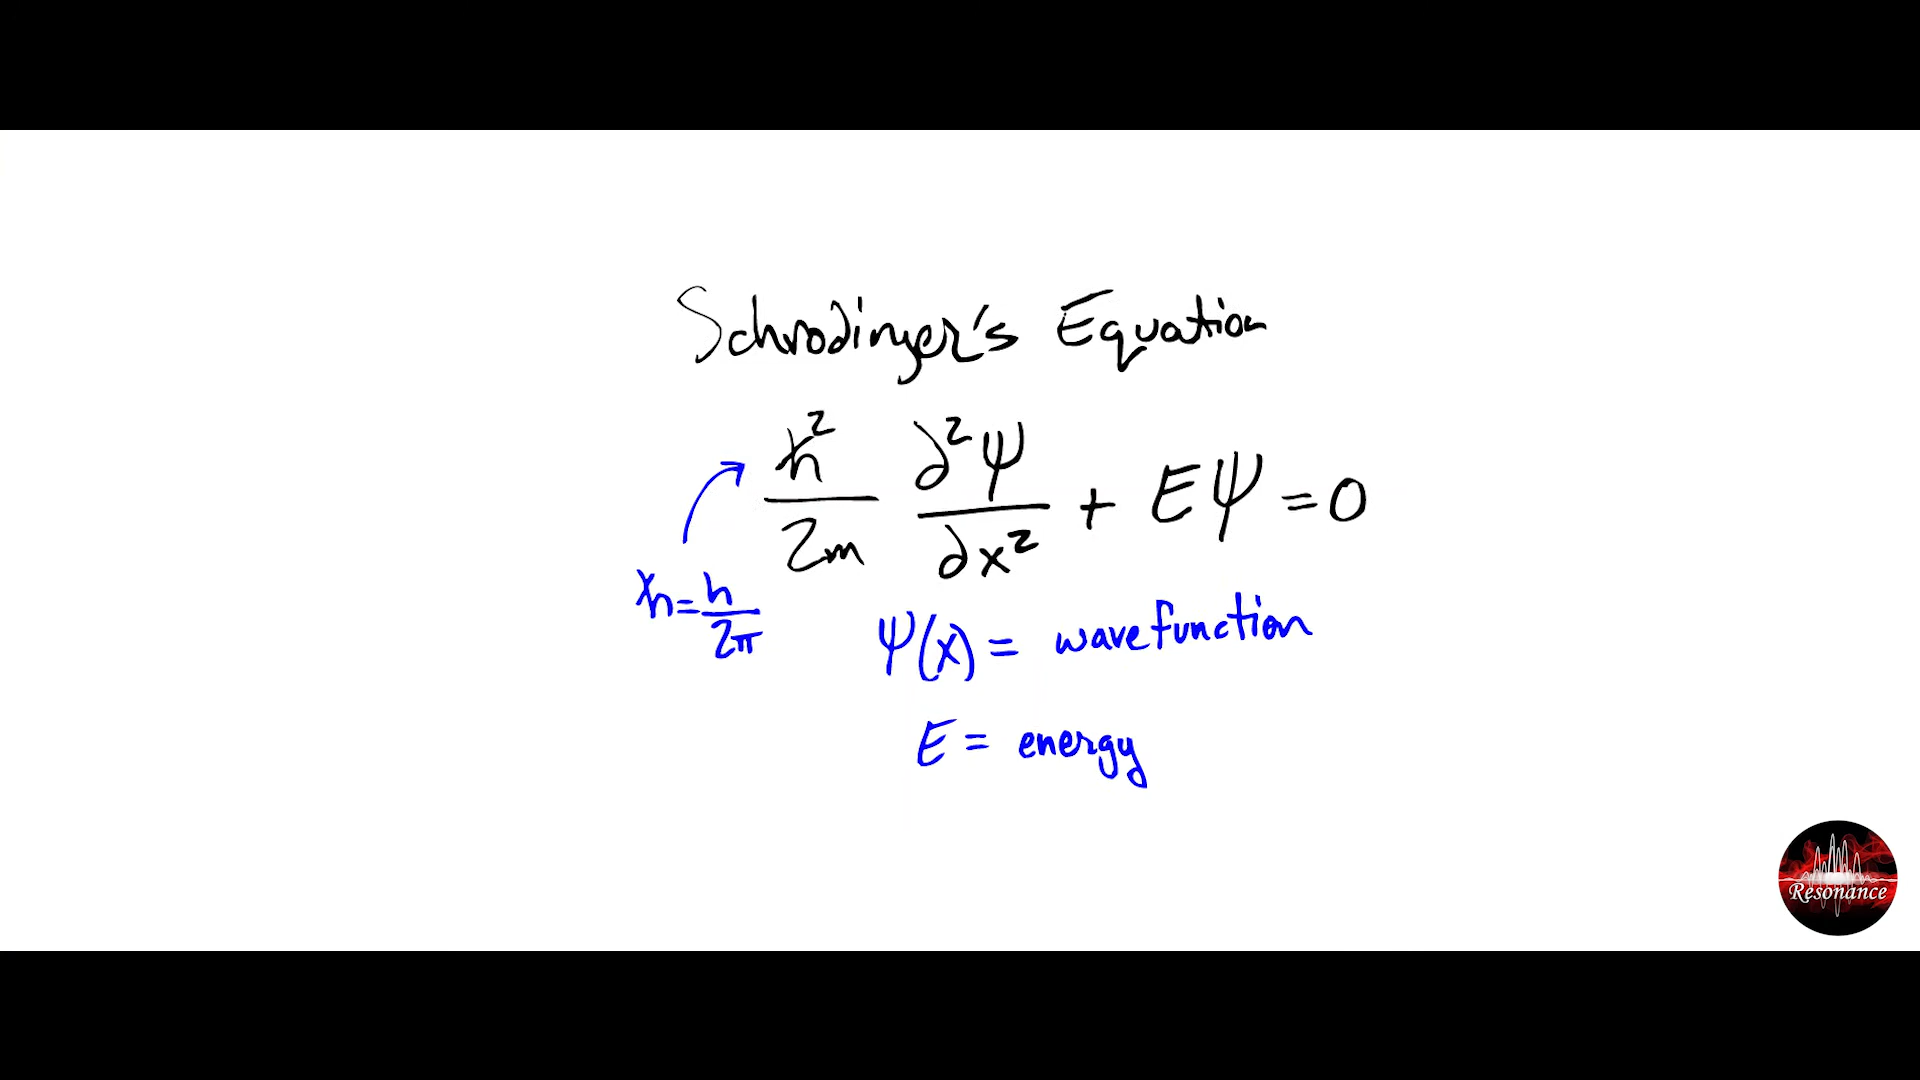 Schrodinger's Equation
ħ²/2m ∂²Ψ/∂x² + EΨ = 0
ħ = h/2π
Ψ(x) = wavefunction
E = energy
Resonance